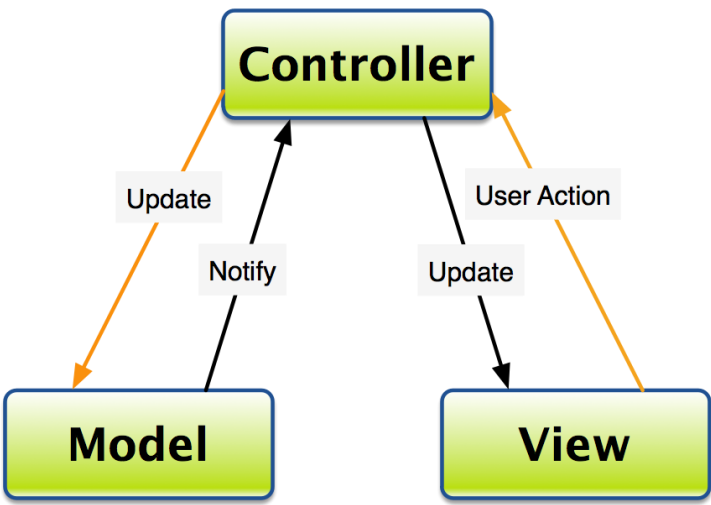 Controller
Update
User Action
Notify
Update
Model
View